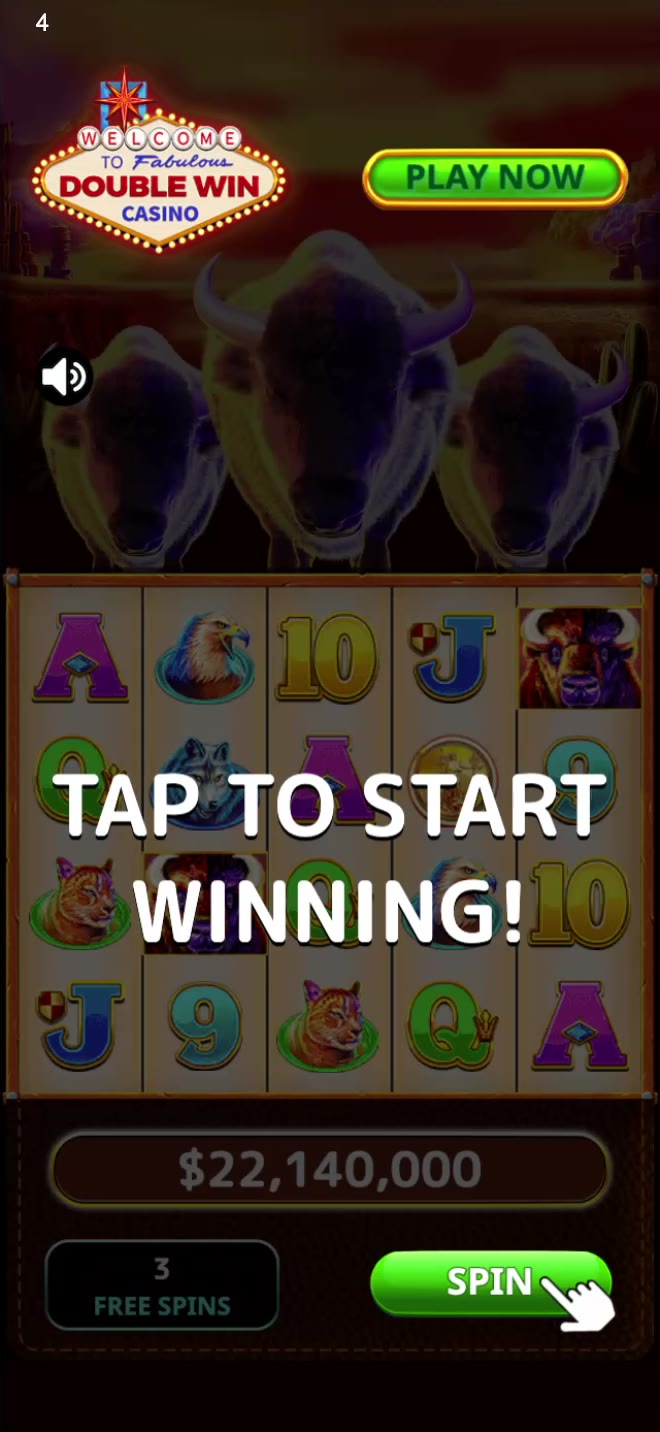 4
WELCOME
TO Fabulous
DOUBLE WIN
CASINO
PLAY NOW
A 10 J
Q A 9
TAP TO START
WINNING!
Q 10
J 9 Q A
$22,140,000
3
FREE SPINS
SPIN